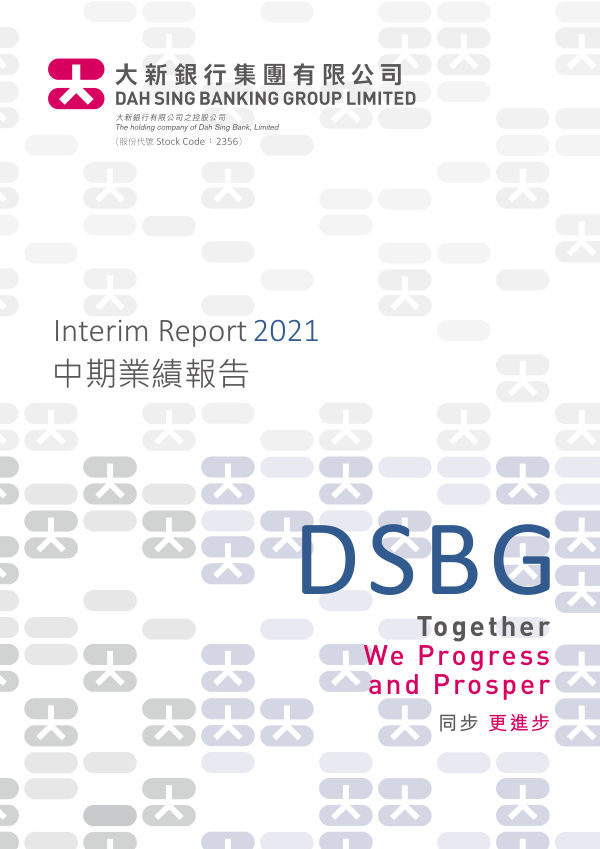 大新銀行集團有限公司
DAH SING BANKING GROUP LIMITED
大新銀行有限公司之控股公司
The holding company of Dah Sing Bank, Limited
（股份代號 Stock Code：2356）
Interim Report 2021
中期業績報告
DSBG
Together
We Progress
and Prosper
同步 更進步